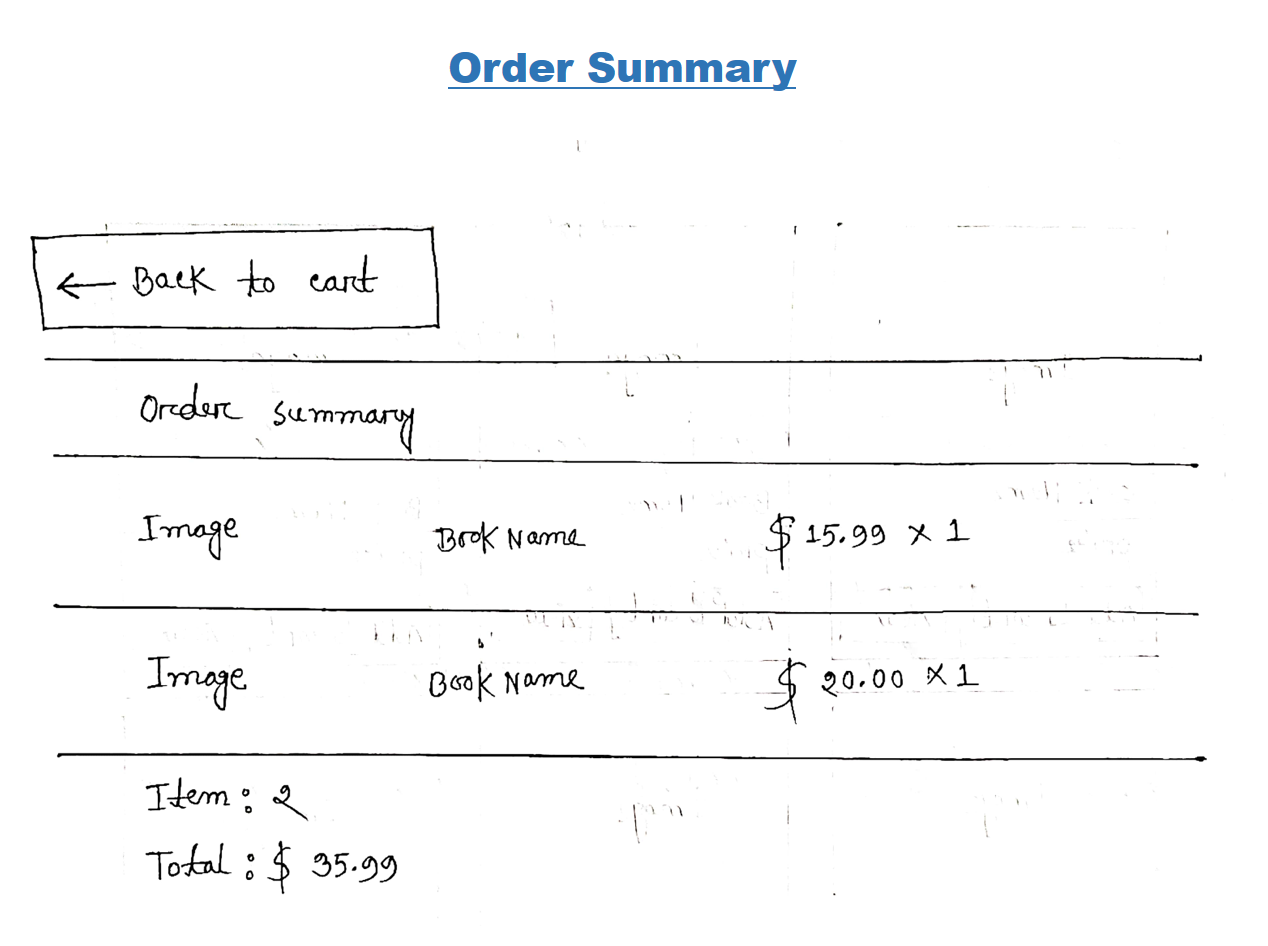 Order Summary
← Back to cart
Order summary
Image Book Name $ 15.99 × 1
Image Book Name $ 20.00 × 1
Item: 2
Total: $ 35.99